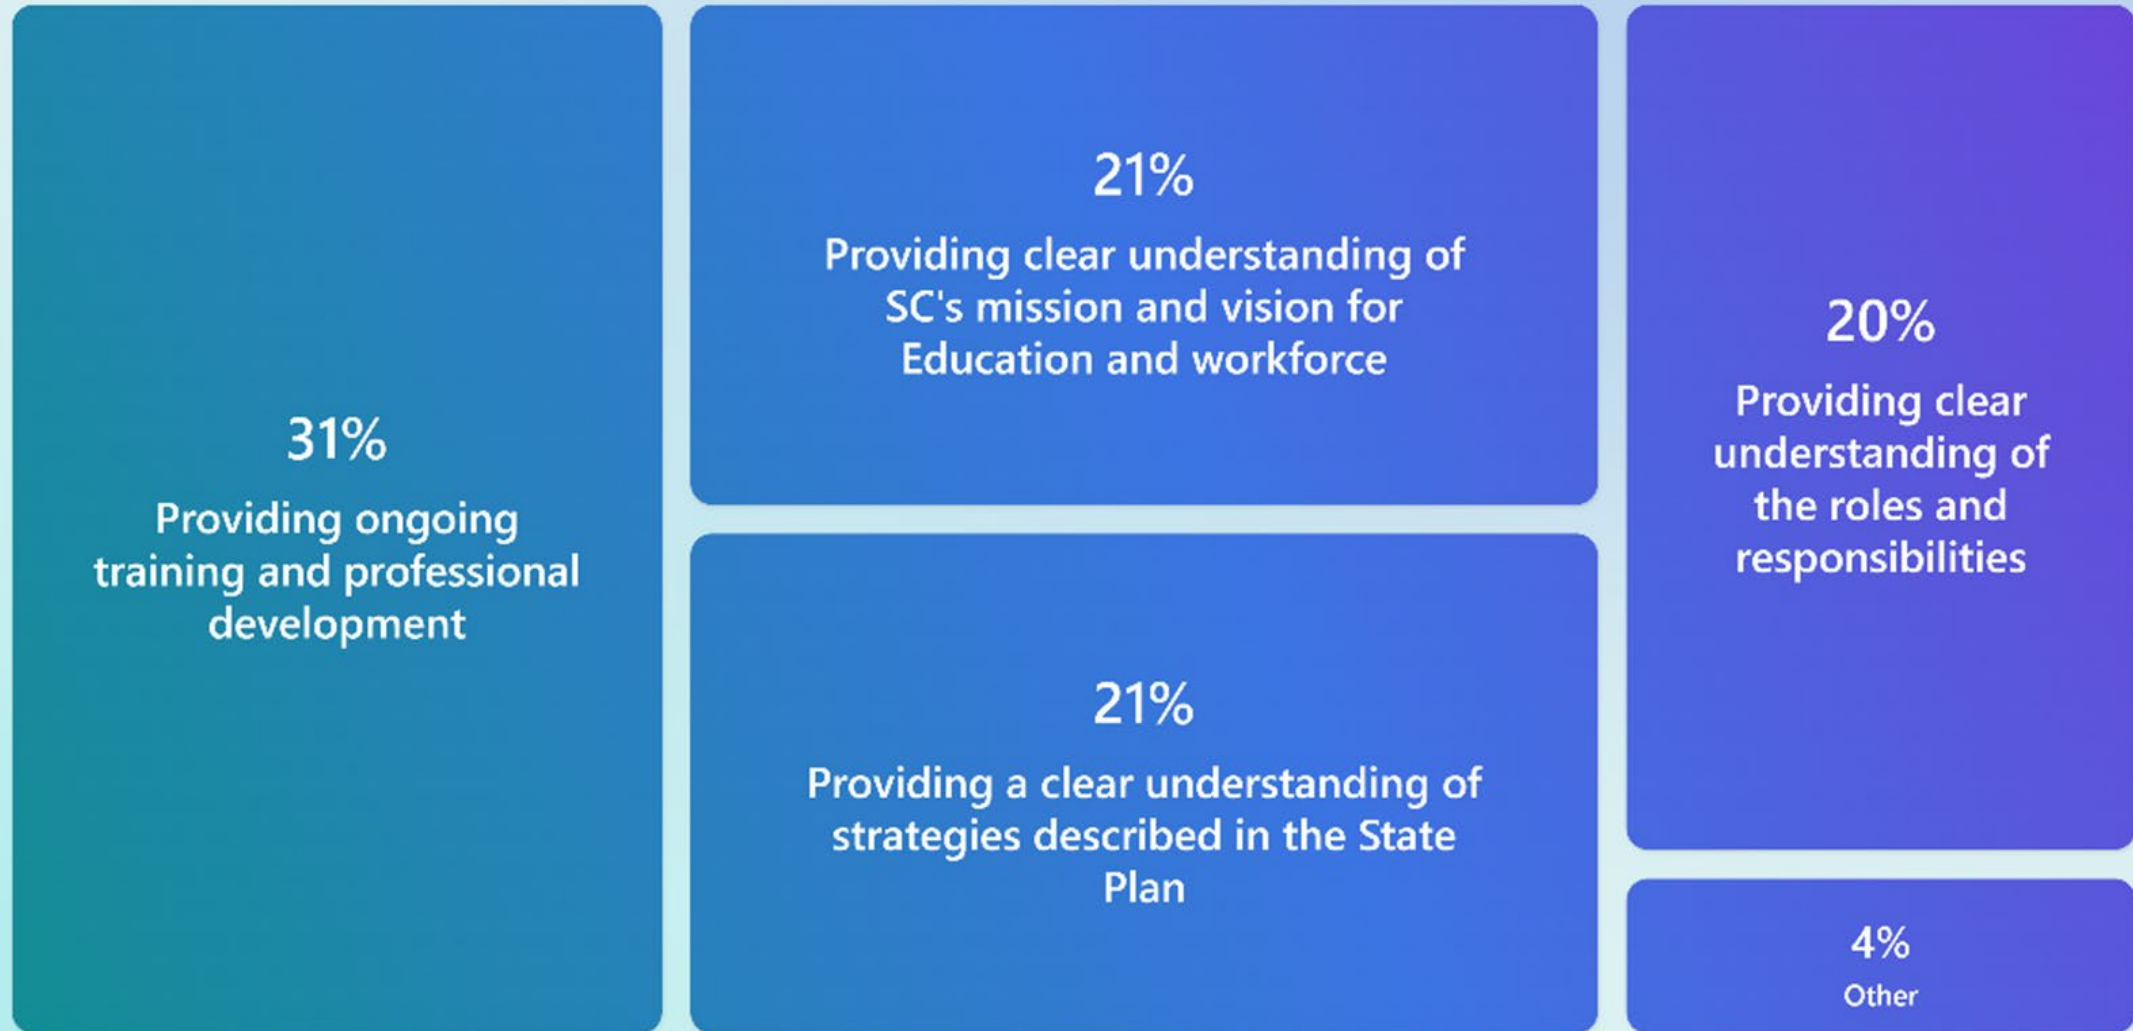 31%
Providing ongoing
training and professional
development
21%
Providing clear understanding of
SC's mission and vision for
Education and workforce
21%
Providing a clear understanding of
strategies described in the State
Plan
20%
Providing clear
understanding of
the roles and
responsibilities
4%
Other